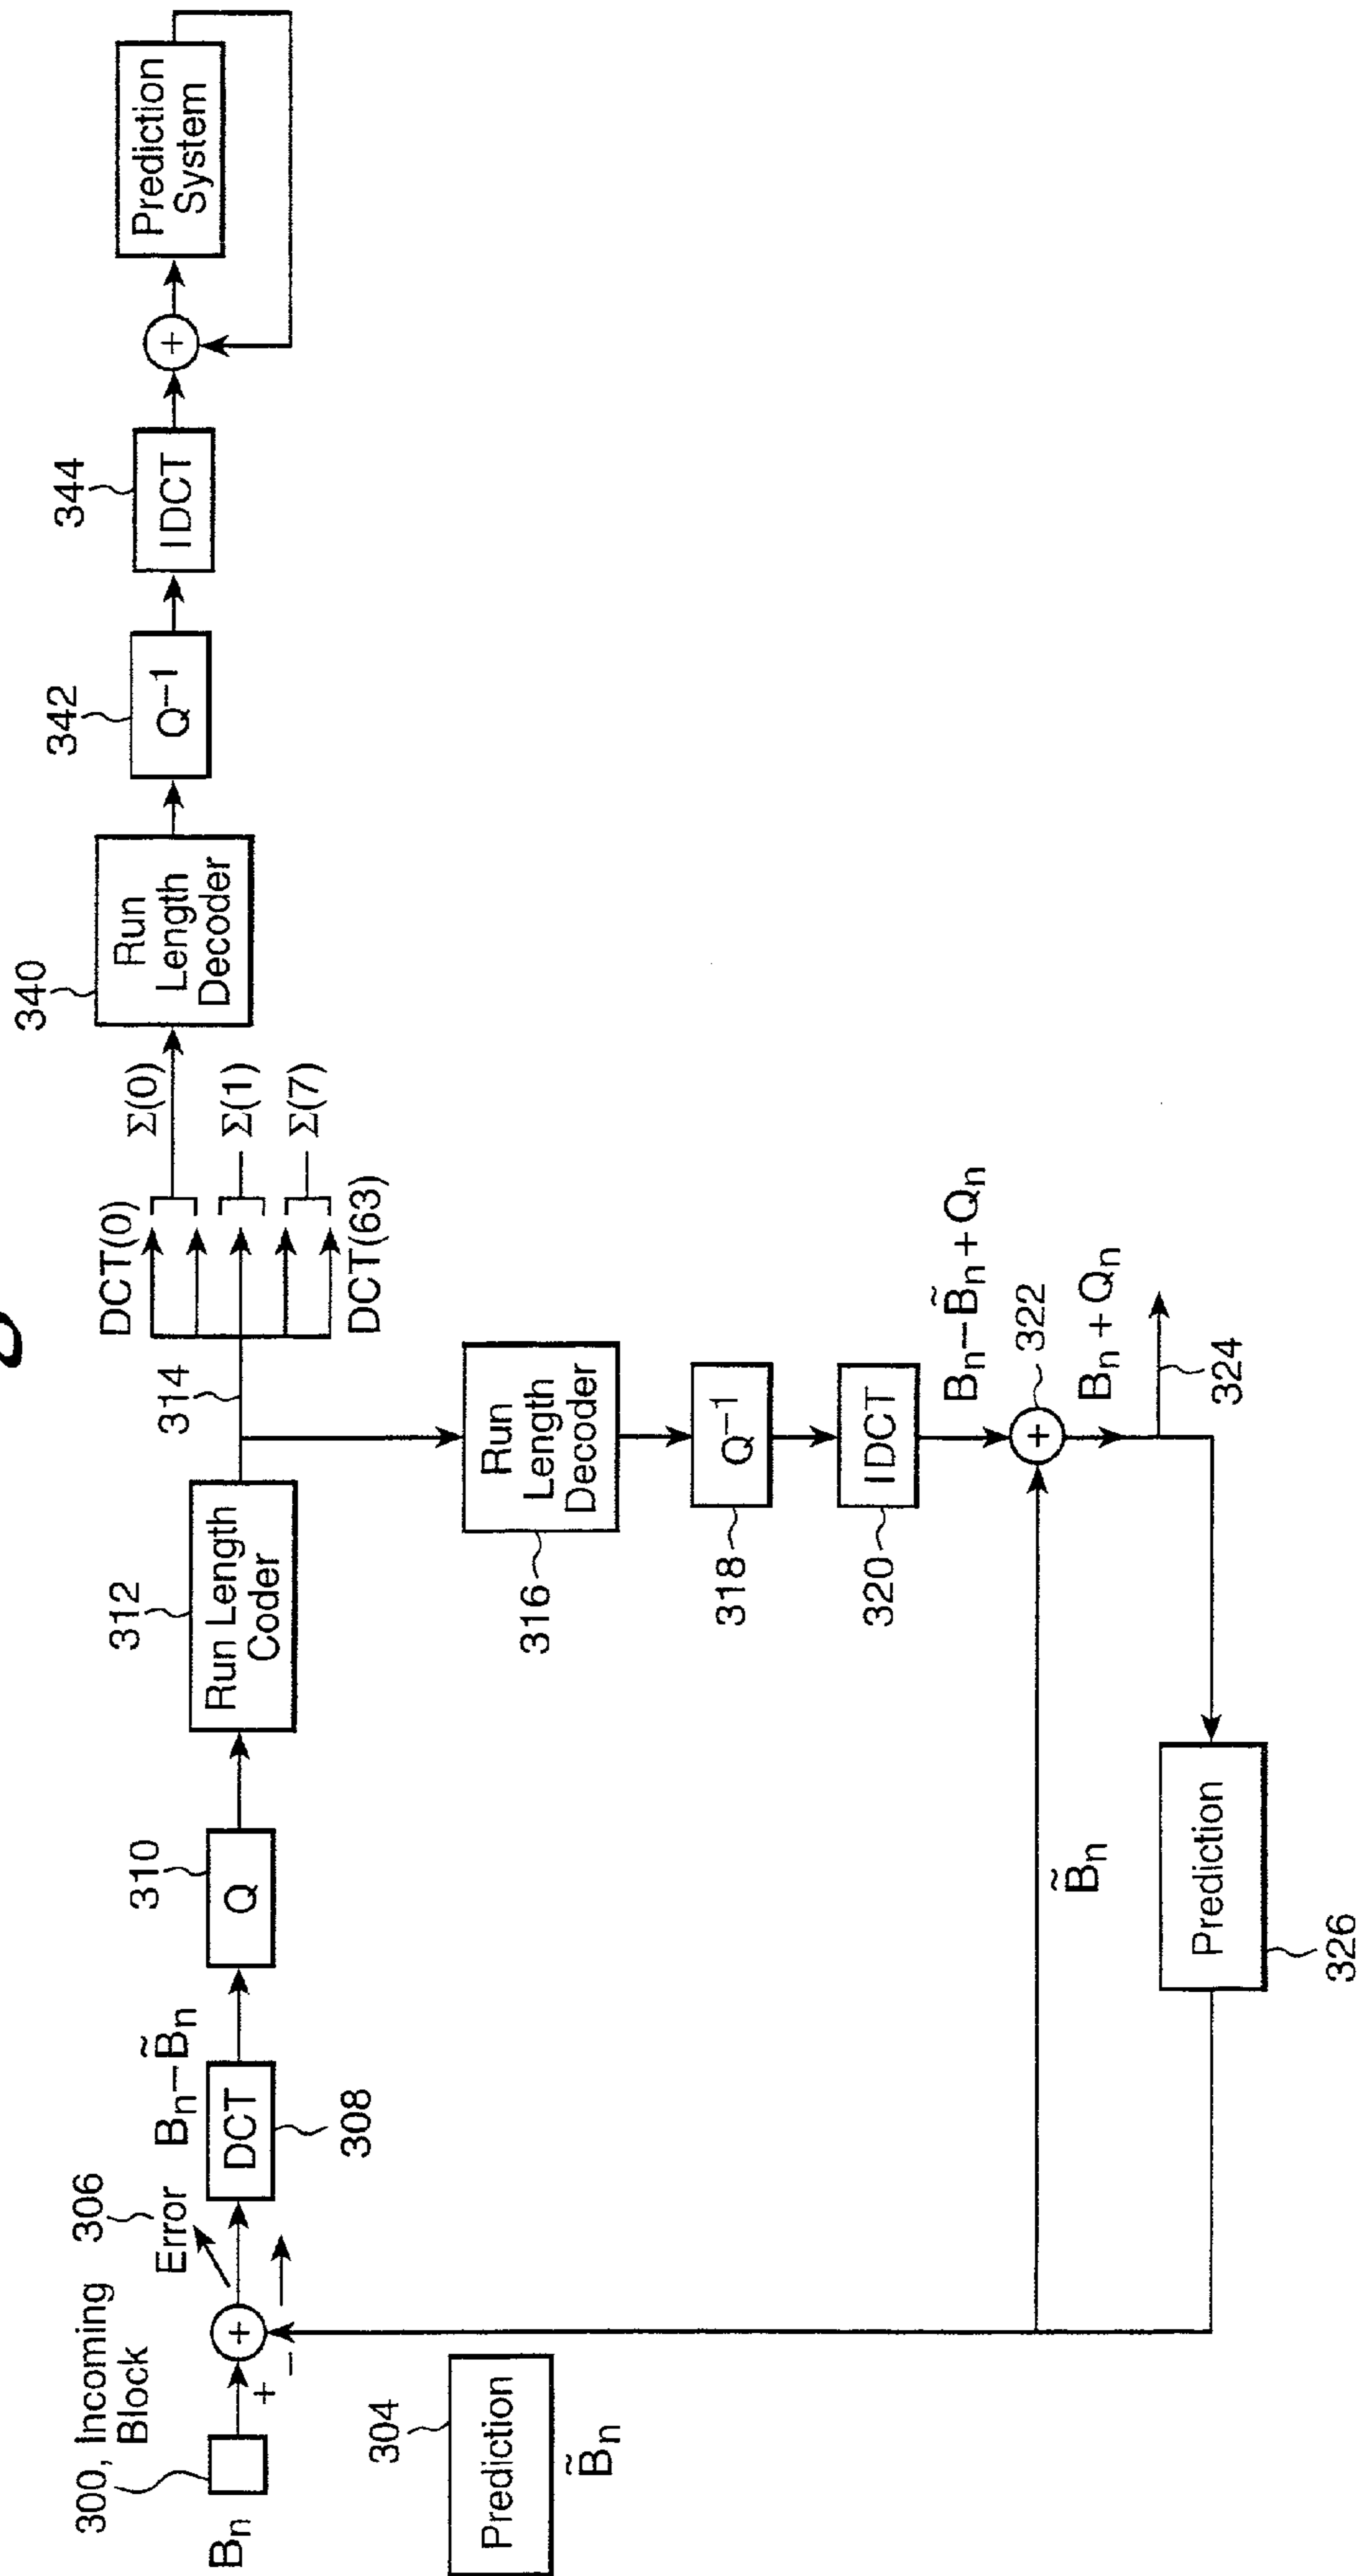 300, Incoming
Block
Bₙ
+
+
−
306
Error
Bₙ−B̃ₙ
DCT
308
310
Q
312
Run Length
Coder
314
DCT(0)
DCT(63)
Σ(0)
Σ(1)
Σ(7)
340
Run
Length
Decoder
342
Q⁻¹
344
IDCT
+
Prediction
System
304
Prediction
B̃ₙ
316
Run
Length
Decoder
318
Q⁻¹
320
IDCT
Bₙ−B̃ₙ+Qₙ
+
322
Bₙ+Qₙ
324
B̃ₙ
Prediction
326